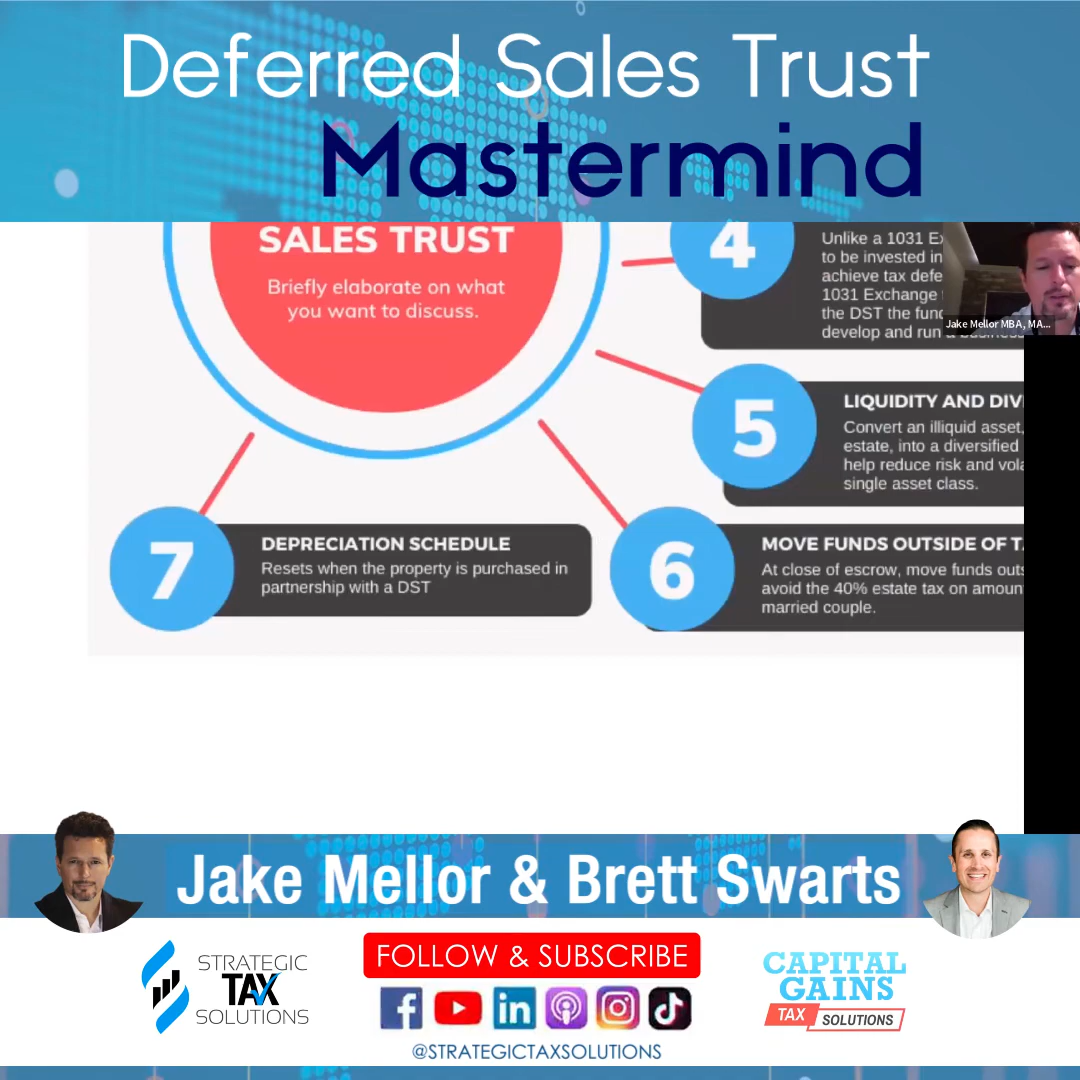 Deferred Sales Trust
Mastermind
SALES TRUST
Briefly elaborate on what
you want to discuss.
4
Unlike a 1031 Ex
to be invested in
achieve tax defe
1031 Exchange
the DST the fund
develop and run a business
Jake Mellor MBA, MA...
5
LIQUIDITY AND DIV
Convert an illiquid asset,
estate, into a diversified
help reduce risk and vola
single asset class.
7
DEPRECIATION SCHEDULE
Resets when the property is purchased in
partnership with a DST
6
MOVE FUNDS OUTSIDE OF TA
At close of escrow, move funds outs
avoid the 40% estate tax on amoun
married couple.
Jake Mellor & Brett Swarts
STRATEGIC
TAX
SOLUTIONS
FOLLOW & SUBSCRIBE
@STRATEGICTAXSOLUTIONS
CAPITAL
GAINS
TAX SOLUTIONS